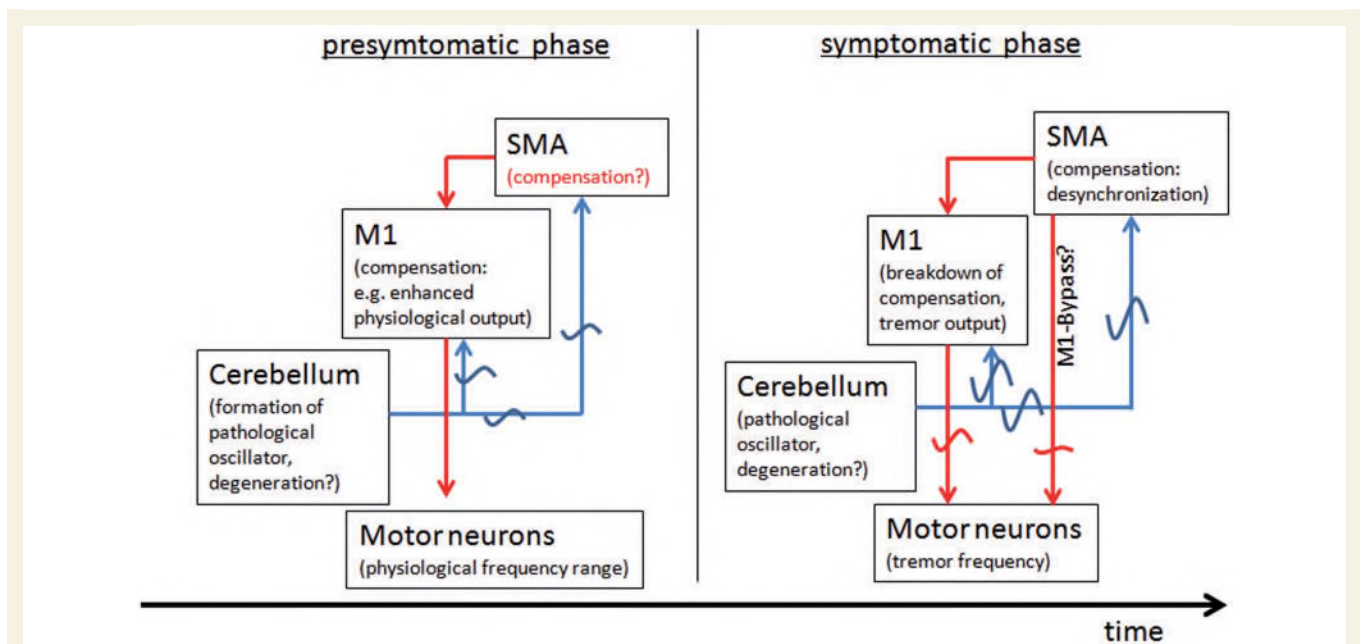 presymtomatic phase
SMA
(compensation?)
M1
(compensation:
e.g. enhanced
physiological output)
Cerebellum
(formation of
pathological
oscillator,
degeneration?)
Motor neurons
(physiological frequency range)
symptomatic phase
SMA
(compensation:
desynchronization)
M1
(breakdown of
compensation,
tremor output)
M1-Bypass?
Cerebellum
(pathological
oscillator,
degeneration?)
Motor neurons
(tremor frequency)
time